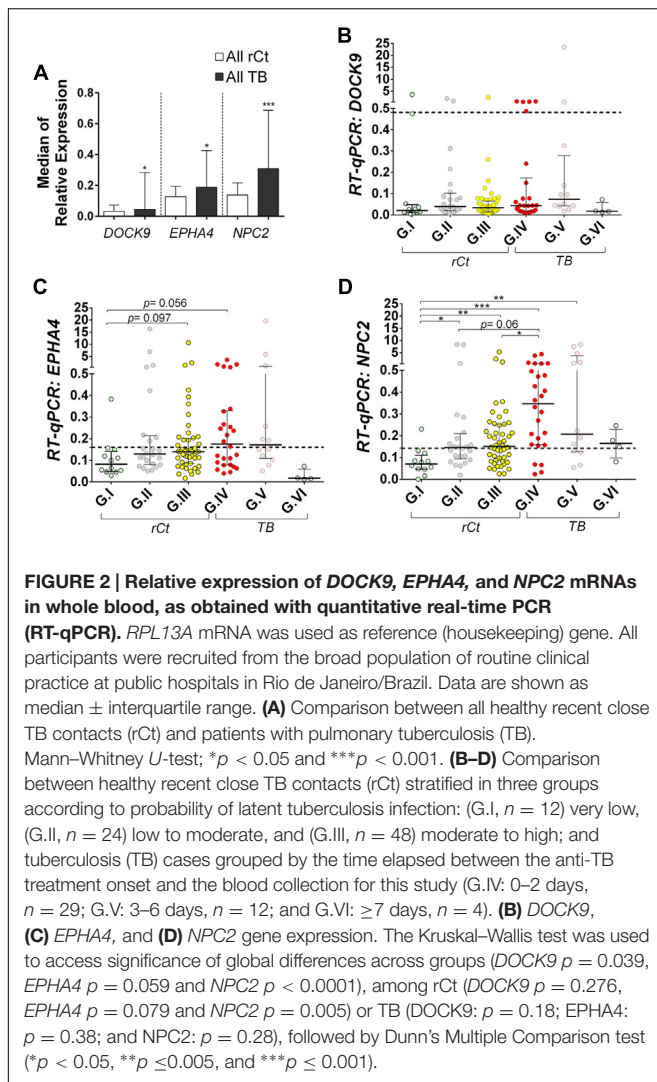 A
All rCt
All TB
Median of
Relative Expression
0.8
0.6
0.4
0.2
0.0
*
*
***
DOCK9
EPHA4
NPC2
B
RT-qPCR: DOCK9
25
20
15
10
5
0.5
0.4
0.3
0.2
0.1
0.0
G.I
G.II
G.III
G.IV
G.V
G.VI
rCt
TB
C
RT-qPCR: EPHA4
p= 0.056
p= 0.097
25
20
15
10
5
0.5
0.4
0.3
0.2
0.1
0.0
G.I
G.II
G.III
G.IV
G.V
G.VI
rCt
TB
D
RT-qPCR: NPC2
**
***
**
* p= 0.06
*
25
20
15
10
5
0.5
0.4
0.3
0.2
0.1
0.0
G.I
G.II
G.III
G.IV
G.V
G.VI
rCt
TB
FIGURE 2 | Relative expression of DOCK9, EPHA4, and NPC2 mRNAs
in whole blood, as obtained with quantitative real-time PCR
(RT-qPCR). RPL13A mRNA was used as reference (housekeeping) gene. All
participants were recruited from the broad population of routine clinical
practice at public hospitals in Rio de Janeiro/Brazil. Data are shown as
median ± interquartile range. (A) Comparison between all healthy recent close
TB contacts (rCt) and patients with pulmonary tuberculosis (TB).
Mann–Whitney U-test; *p < 0.05 and ***p < 0.001. (B–D) Comparison
between healthy recent close TB contacts (rCt) stratified in three groups
according to probability of latent tuberculosis infection: (G.I, n = 12) very low,
(G.II, n = 24) low to moderate, and (G.III, n = 48) moderate to high; and
tuberculosis (TB) cases grouped by the time elapsed between the anti-TB
treatment onset and the blood collection for this study (G.IV: 0–2 days,
n = 29; G.V: 3–6 days, n = 12; and G.VI: ≥7 days, n = 4). (B) DOCK9,
(C) EPHA4, and (D) NPC2 gene expression. The Kruskal–Wallis test was used
to access significance of global differences across groups (DOCK9 p = 0.039,
EPHA4 p = 0.059 and NPC2 p < 0.0001), among rCt (DOCK9 p = 0.276,
EPHA4 p = 0.079 and NPC2 p = 0.005) or TB (DOCK9: p = 0.18; EPHA4:
p = 0.38; and NPC2: p = 0.28), followed by Dunn's Multiple Comparison test
(*p < 0.05, **p ≤0.005, and ***p ≤ 0.001).